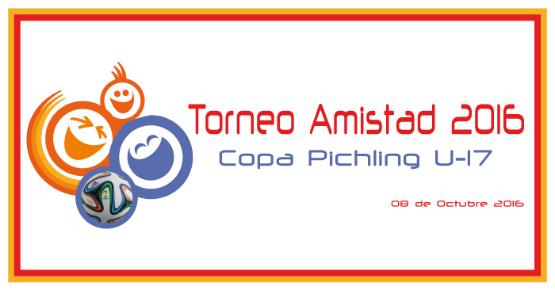 Torneo Amistad 2016
Copa Pichling U-17
08 de Octubre 2016